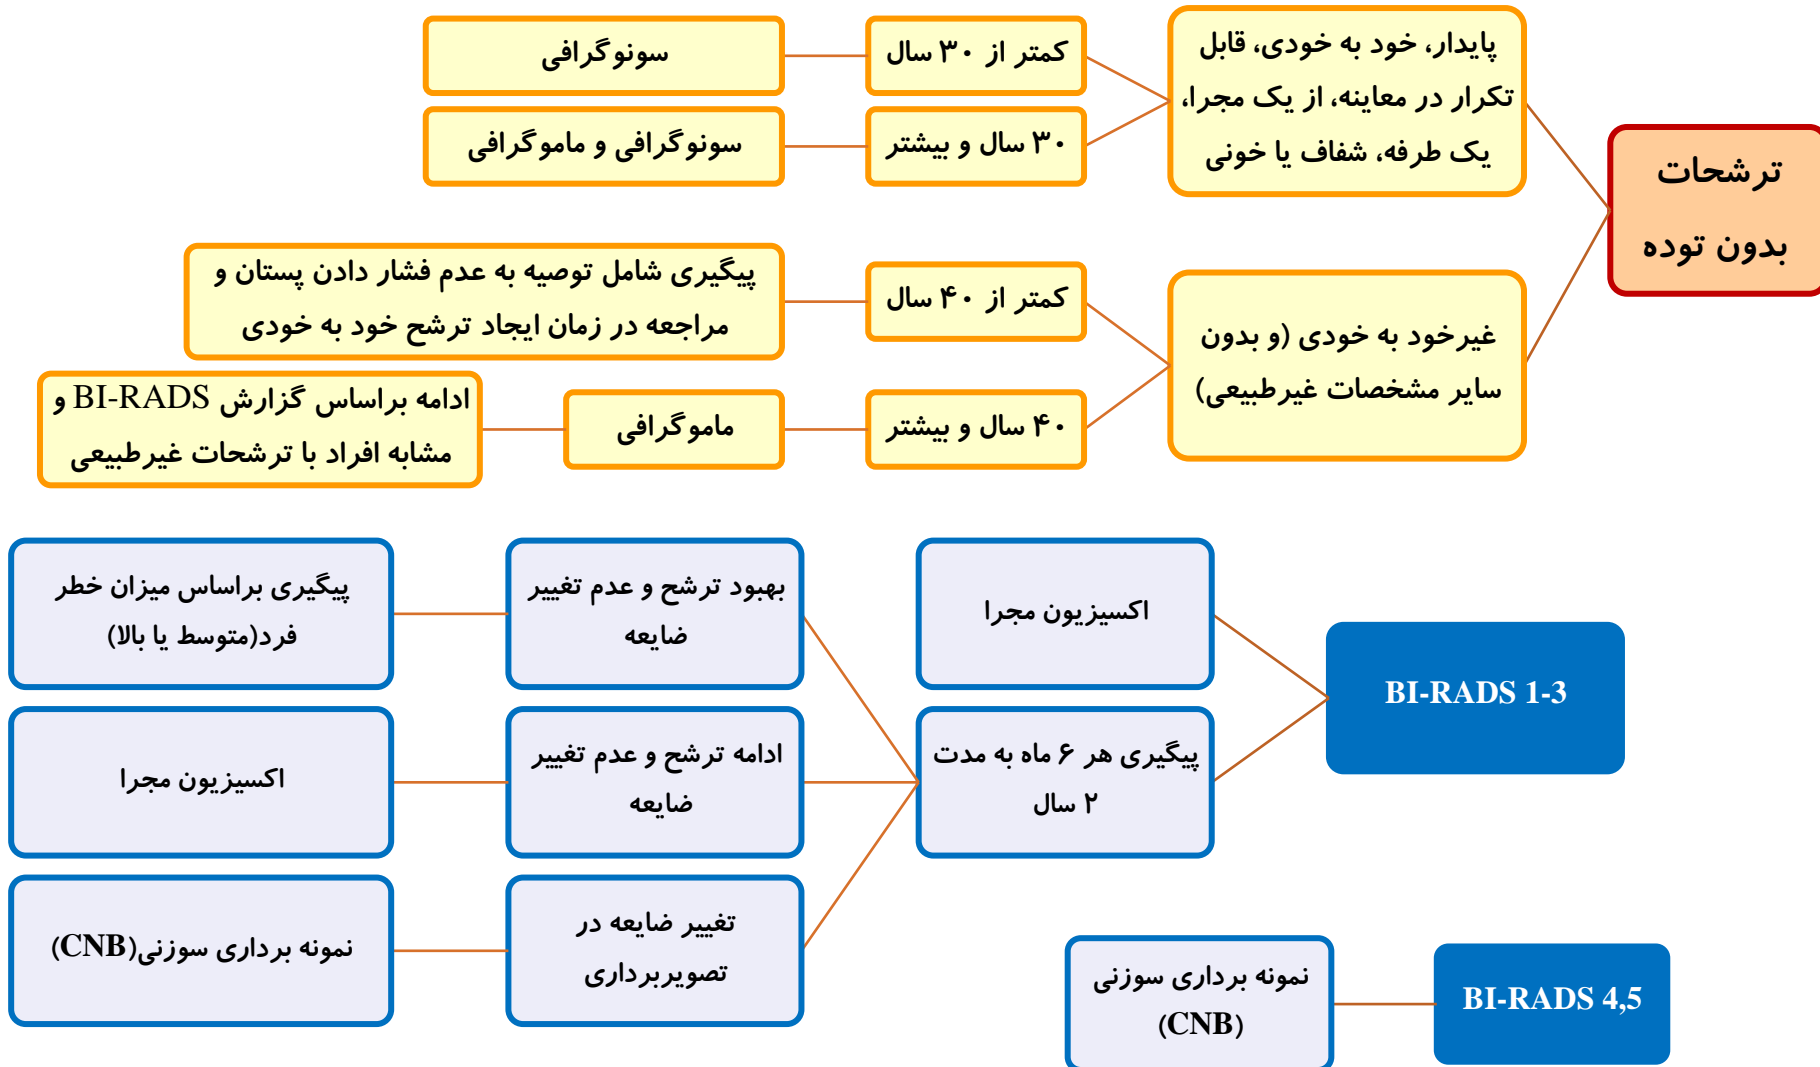 ترشحات
بدون توده
پایدار، خود به خودی، قابل
تکرار در معاینه، از یک مجرا،
یک طرفه، شفاف یا خونی
کمتر از ۳۰ سال
سونوگرافی
۳۰ سال و بیشتر
سونوگرافی و ماموگرافی
غیرخود به خودی (و بدون
سایر مشخصات غیرطبیعی)
کمتر از ۴۰ سال
پیگیری شامل توصیه به عدم فشار دادن پستان و
مراجعه در زمان ایجاد ترشح خود به خودی
۴۰ سال و بیشتر
ماموگرافی
ادامه براساس گزارش BI-RADS و
مشابه افراد با ترشحات غیرطبیعی
BI-RADS 1-3
اکسیزیون مجرا
پیگیری هر ۶ ماه به مدت
۲ سال
بهبود ترشح و عدم تغییر
ضایعه
پیگیری براساس میزان خطر
فرد(متوسط یا بالا)
ادامه ترشح و عدم تغییر
ضایعه
اکسیزیون مجرا
تغییر ضایعه در
تصویربرداری
نمونه برداری سوزنی(CNB)
BI-RADS 4,5
نمونه برداری سوزنی
(CNB)